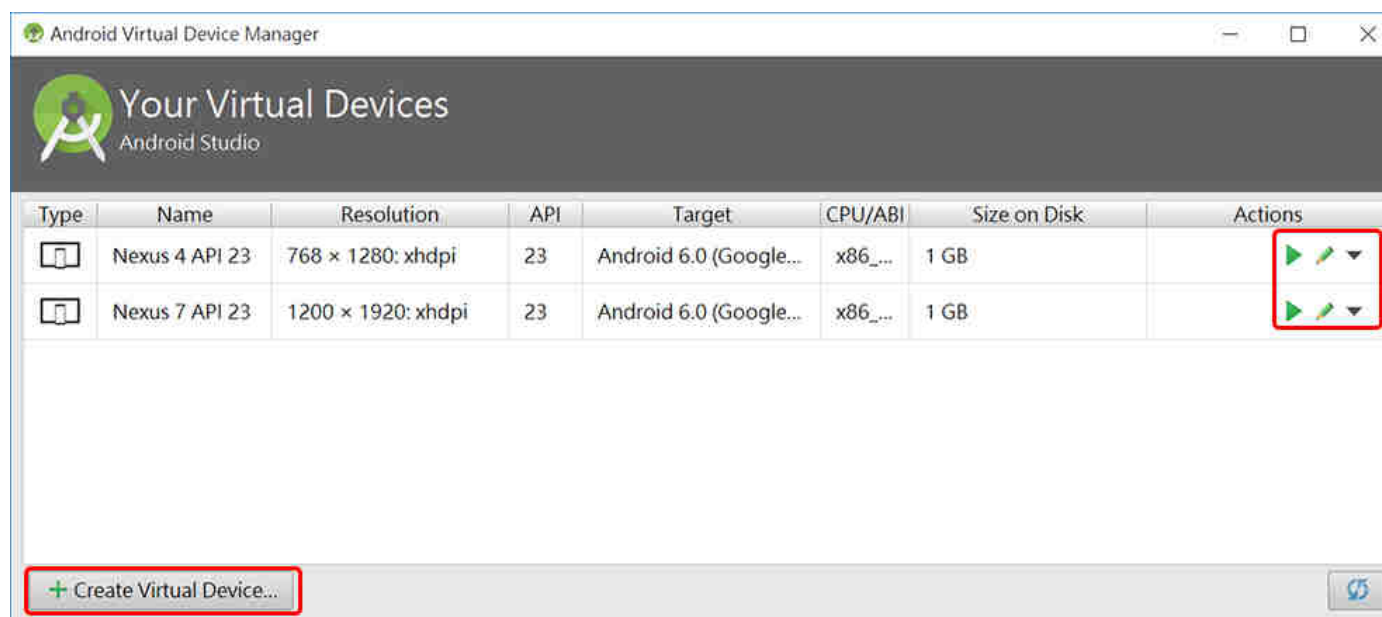 Android Virtual Device Manager
Your Virtual Devices
Android Studio
Type Name Resolution API Target CPU/ABI Size on Disk Actions
Nexus 4 API 23 768 × 1280: xhdpi 23 Android 6.0 (Google... x86_... 1 GB
Nexus 7 API 23 1200 × 1920: xhdpi 23 Android 6.0 (Google... x86_... 1 GB
+ Create Virtual Device...